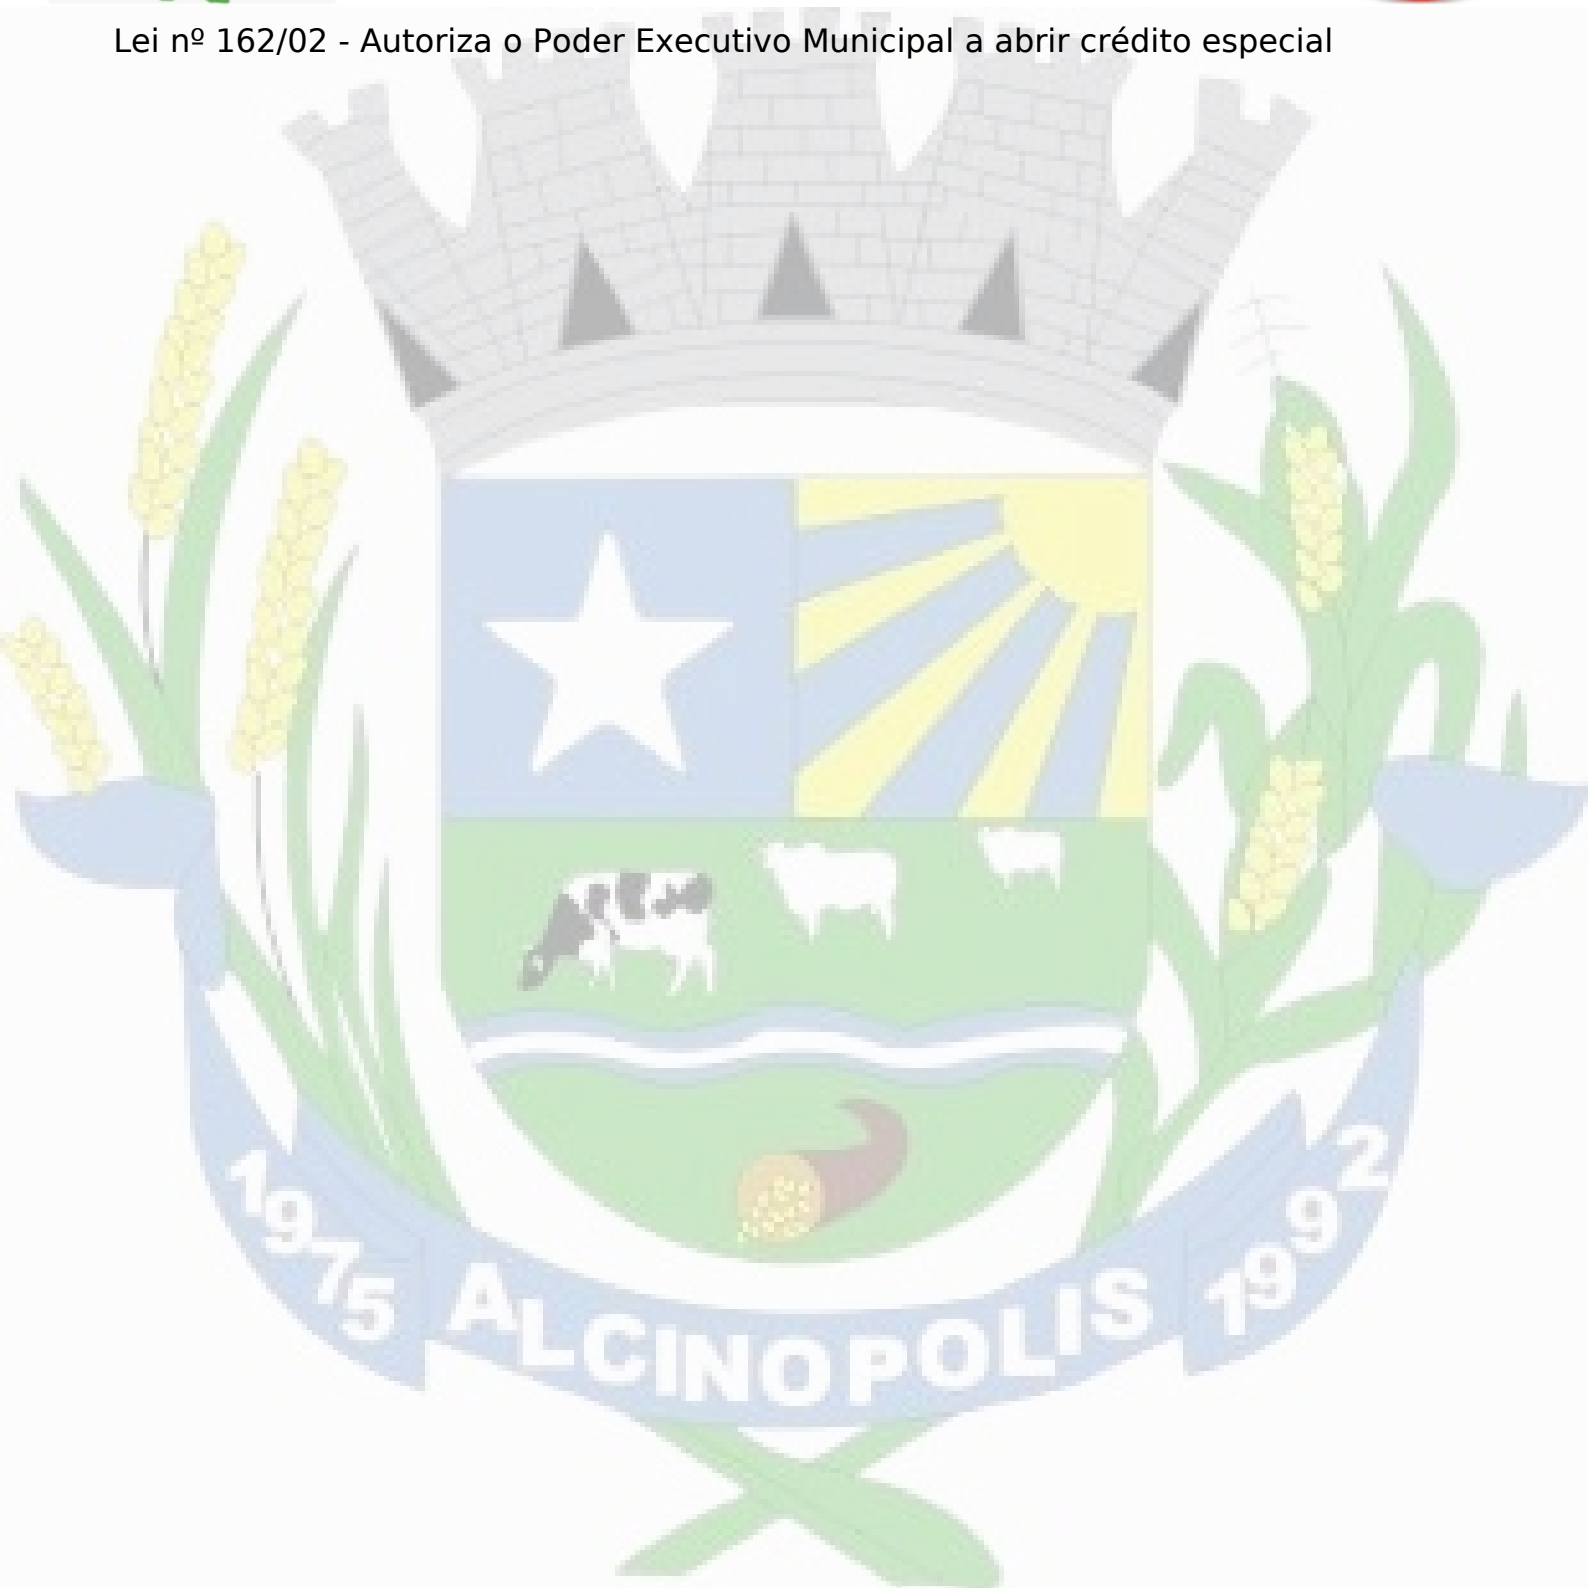 Lei nº 162/02 - Autoriza o Poder Executivo Municipal a abrir crédito especial
1975 ALCINOPOLIS 1992